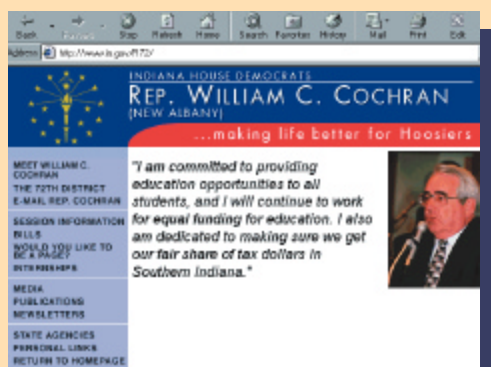 Back Forward Stop Refresh Home Search Favorites History Mail Print Edit
Address
INDIANA HOUSE DEMOCRATS
REP. WILLIAM C. COCHRAN
(NEW ALBANY)
...making life better for Hoosiers
MEET WILLIAM C.
COCHRAN
THE 72TH DISTRICT
E-MAIL REP. COCHRAN
SESSION INFORMATION
BILLS
WOULD YOU LIKE TO
BE A PAGE?
INTERNSHIPS
MEDIA
PUBLICATIONS
NEWSLETTERS
STATE AGENCIES
PERSONAL LINKS
RETURN TO HOMEPAGE
"I am committed to providing
education opportunities to all
students, and I will continue to work
for equal funding for education. I also
am dedicated to making sure we get
our fair share of tax dollars in
Southern Indiana."